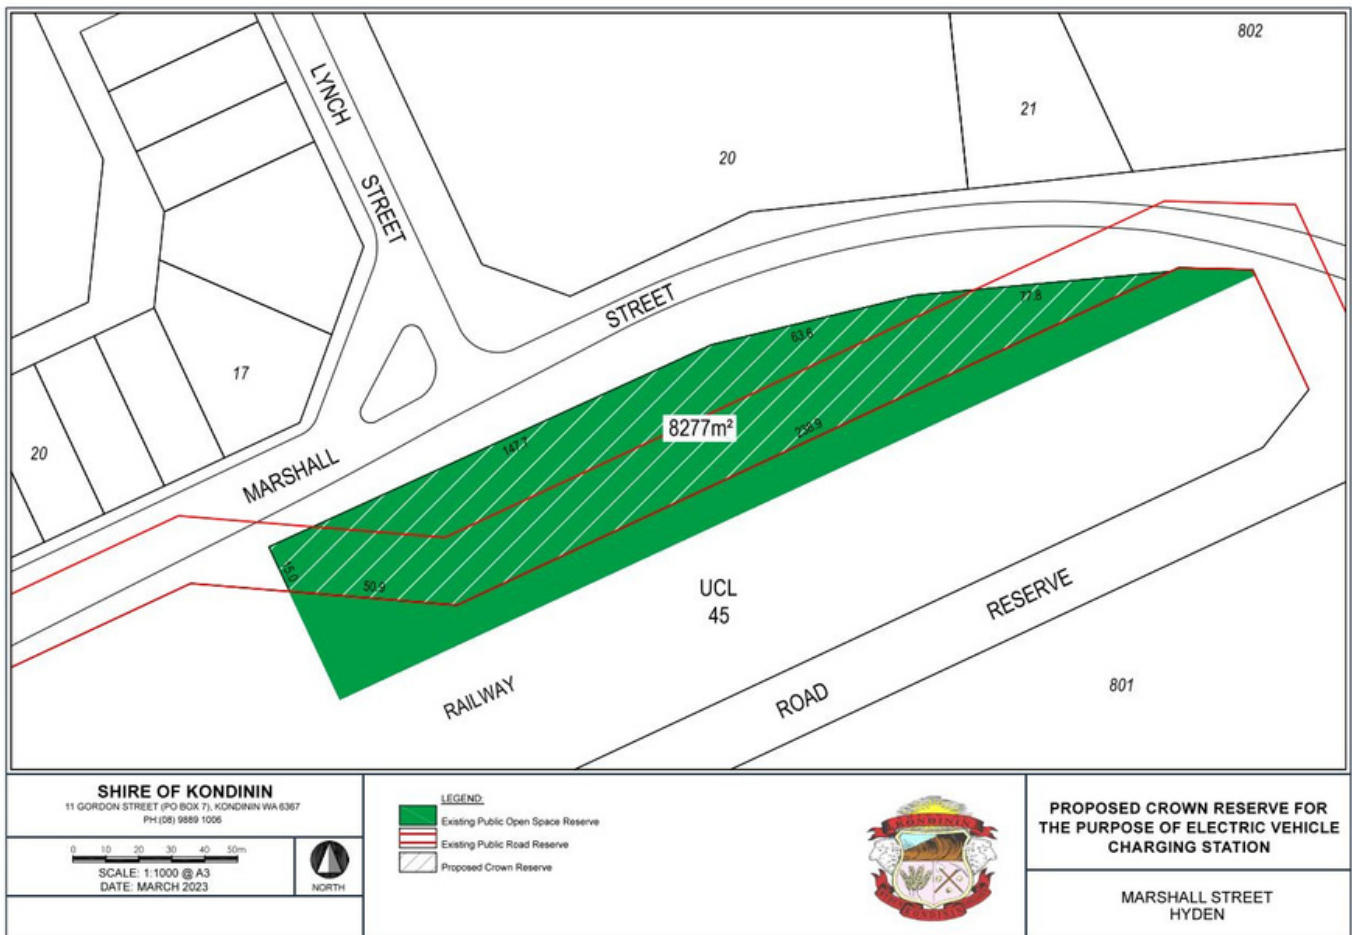 802
21
20
LYNCH
STREET
STREET
77.8
63.6
17
8277m²
238.9
147.7
20
MARSHALL
15.0
50.9
UCL
45
RESERVE
RAILWAY
ROAD
801
SHIRE OF KONDININ
11 GORDON STREET (PO BOX 7), KONDININ WA 6367
PH:(08) 9889 1006
0 10 20 30 40 50m
SCALE: 1:1000 @ A3
DATE: MARCH 2023
NORTH
LEGEND:
Existing Public Open Space Reserve
Existing Public Road Reserve
Proposed Crown Reserve
KONDININ
KONDININ
PROPOSED CROWN RESERVE FOR
THE PURPOSE OF ELECTRIC VEHICLE
CHARGING STATION
MARSHALL STREET
HYDEN